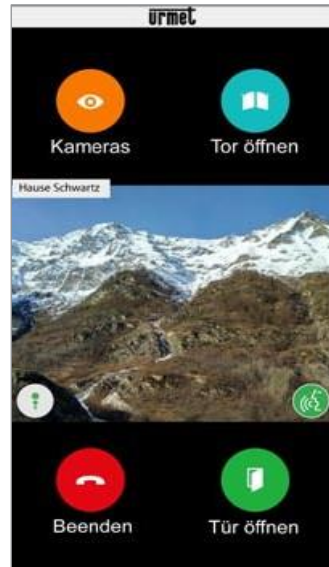 urmet
Kameras
Tor öffnen
Hause Schwartz
Beenden
Tür öffnen